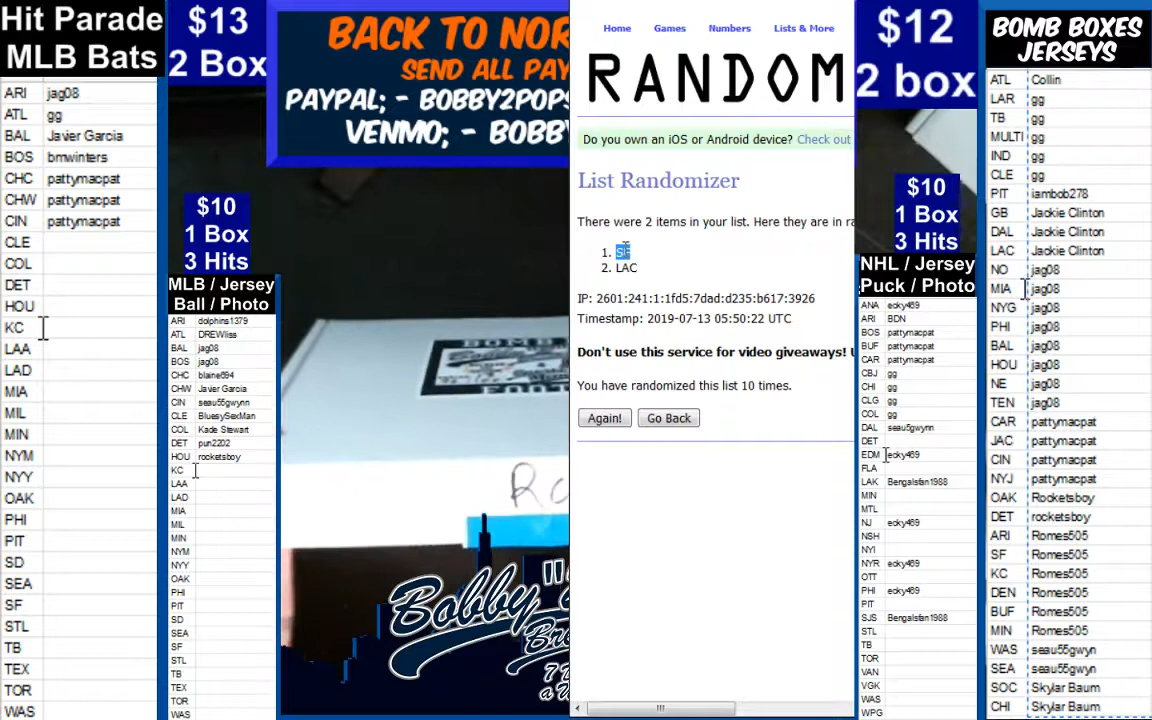 Hit Parade
MLB Bats
ARI jag08
ATL gg
BAL Javier Garcia
BOS bmwinters
CHC pattymacpat
CHW pattymacpat
CIN pattymacpat
CLE
COL
DET
HOU
KC
LAA
LAD
MIA
MIL
MIN
NYM
NYY
OAK
PHI
PIT
SD
SEA
SF
STL
TB
TEX
TOR
WAS
$13
2 Box
$10
1 Box
3 Hits
MLB / Jersey
Ball / Photo
ARI dolphins1379
ATL DREWliss
BAL jag08
BOS jag08
CHC blaine694
CHW Javier Garcia
CIN seau55gwynn
CLE BluesySexMan
COL Kade Stewart
DET pun2202
HOU rocketsboy
KC
LAA
LAD
MIA
MIL
MIN
NYM
NYY
OAK
PHI
PIT
SD
SEA
SF
STL
TB
TEX
TOR
WAS
BACK TO NOR
SEND ALL PAY
PAYPAL; - BOBBY2POPS
VENMO; - BOBBY
Bobby "
Bre
7 D
a W
Home Games Numbers Lists & More
RANDOM
Do you own an iOS or Android device? Check out
List Randomizer
There were 2 items in your list. Here they are in ra
1. SF
2. LAC
IP: 2601:241:1:1fd5:7dad:d235:b617:3926
Timestamp: 2019-07-13 05:50:22 UTC
Don't use this service for video giveaways!
You have randomized this list 10 times.
Again! Go Back
$12
2 box
$10
1 Box
3 Hits
NHL / Jersey
Puck / Photo
ANA ecky469
ARI BDN
BOS pattymacpat
BUF pattymacpat
CAR pattymacpat
CBJ gg
CHI gg
CLG gg
COL gg
DAL seau5gwynn
DET
EDM ecky469
FLA
LAK Bengalsfan1988
MIN
MTL
NJ ecky469
NSH
NYI
NYR ecky469
OTT
PHI ecky469
PIT
SJS Bengalsfan1988
STL
TB
TOR
VAN
VGK
WAS
WPG
BOMB BOXES
JERSEYS
ATL Collin
LAR gg
TB gg
MULTI gg
IND gg
CLE gg
PIT iambob278
GB Jackie Clinton
DAL Jackie Clinton
LAC Jackie Clinton
NO jag08
MIA jag08
NYG jag08
PHI jag08
BAL jag08
HOU jag08
NE jag08
TEN jag08
CAR pattymacpat
JAC pattymacpat
CIN pattymacpat
NYJ pattymacpat
OAK Rocketsboy
DET rocketsboy
ARI Romes505
SF Romes505
KC Romes505
DEN Romes505
BUF Romes505
MIN Romes505
WAS seau55gwyn
SEA seau55gwyn
SOC Skylar Baum
CHI Skylar Baum